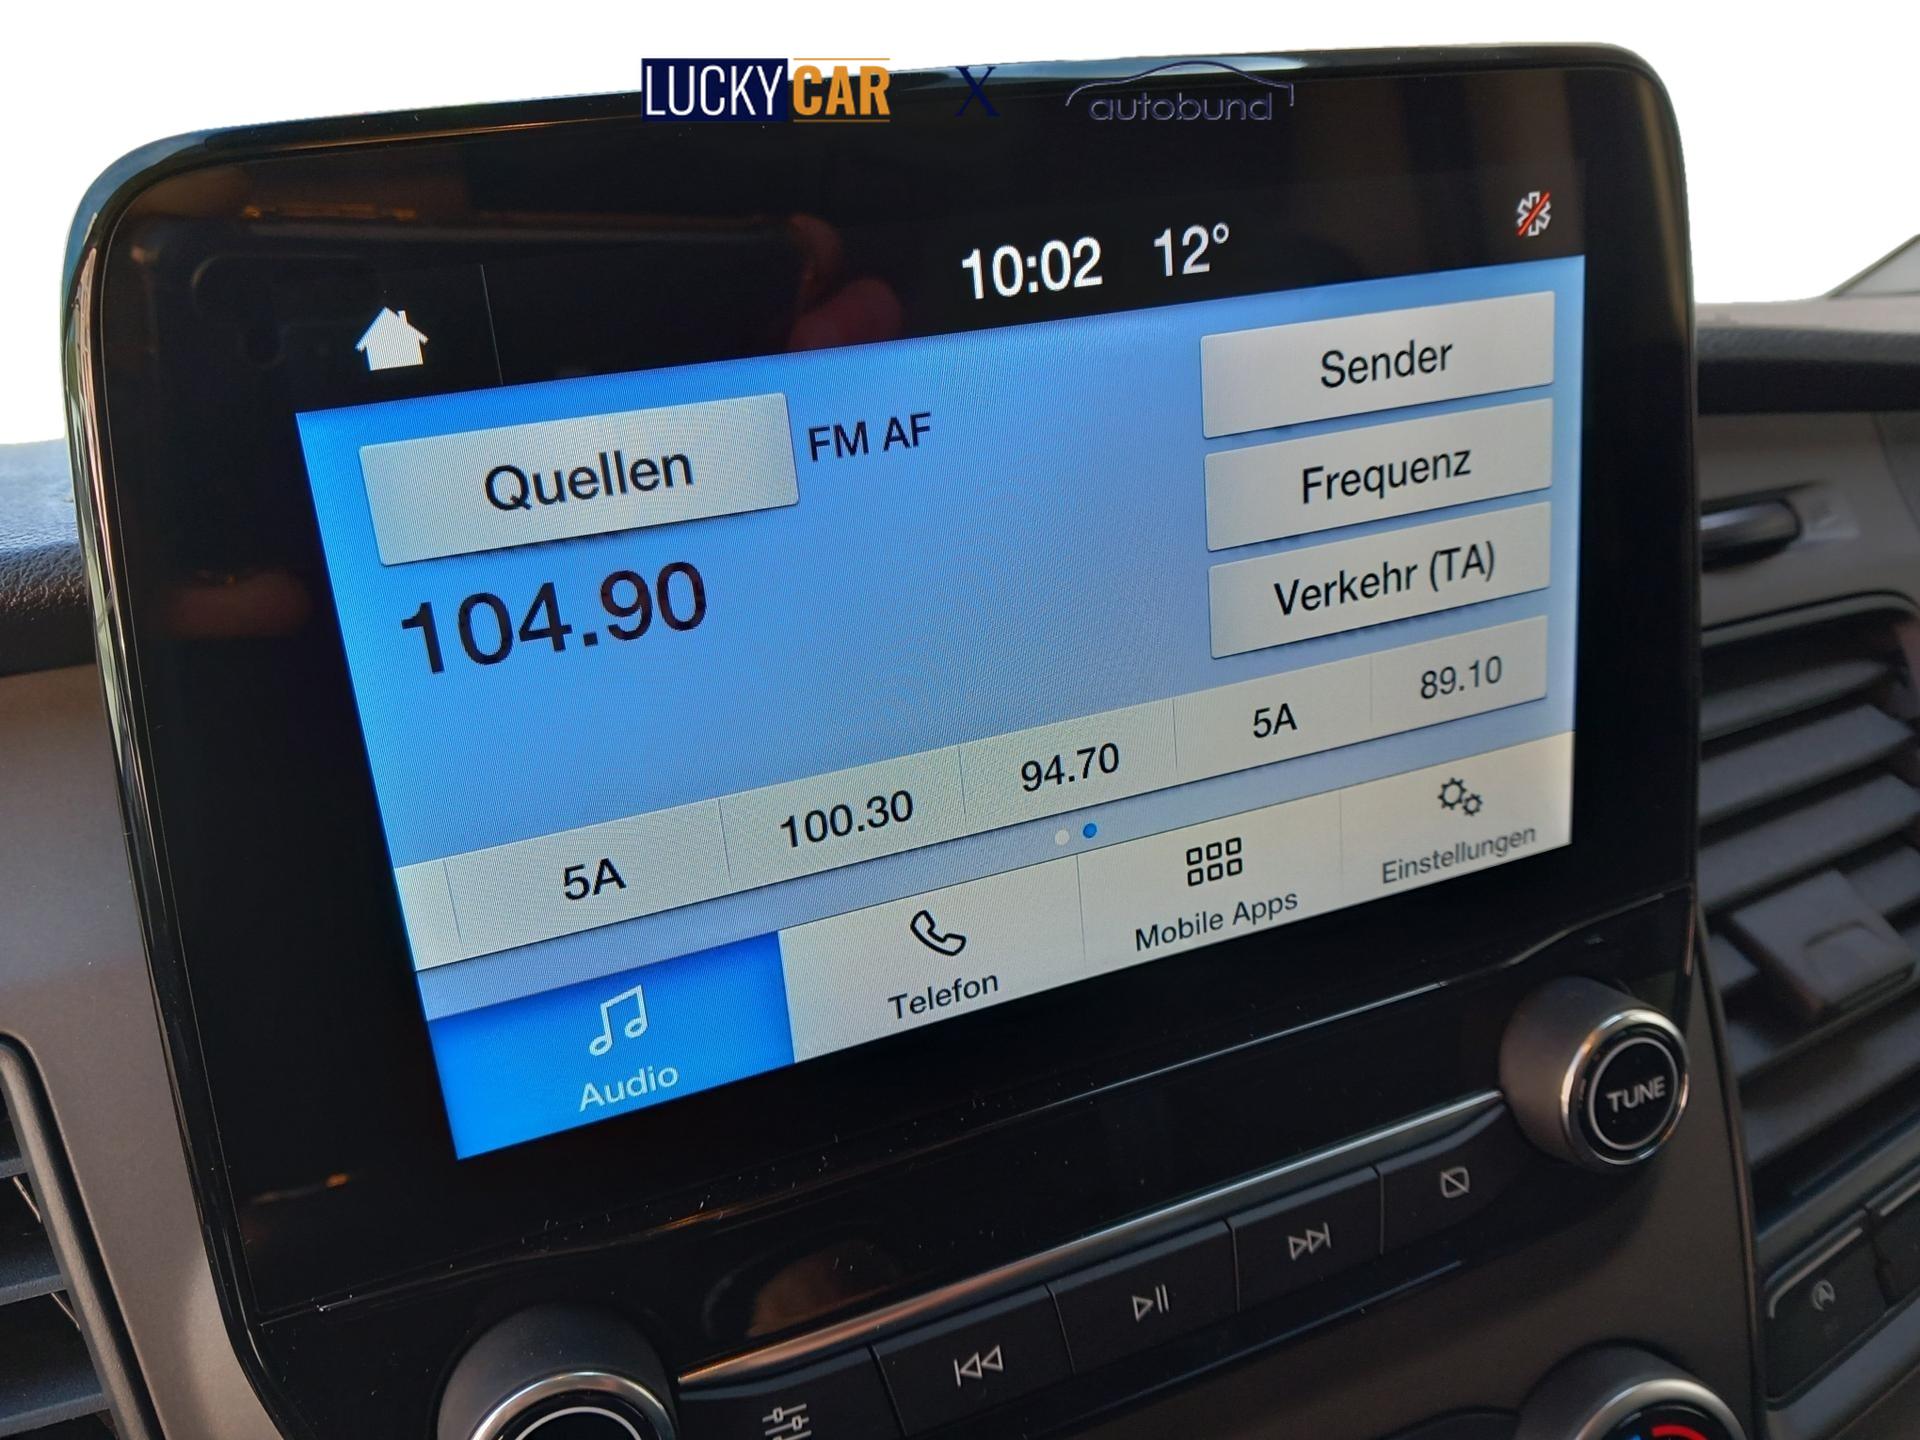 LUCKY CAR X autobund
10:02 12°
Quellen FM AF Sender
104.90 Frequenz
Verkehr (TA)
5A 100.30 94.70 5A 89.10
Audio Telefon Mobile Apps Einstellungen
TUNE